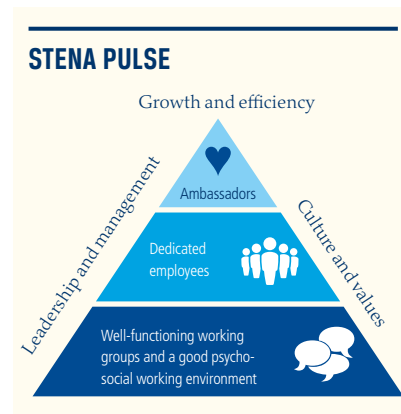 STENA PULSE
Growth and efficiency
Leadership and management
Culture and values
Ambassadors
Dedicated
employees
Well-functioning working
groups and a good psycho-
social working environment